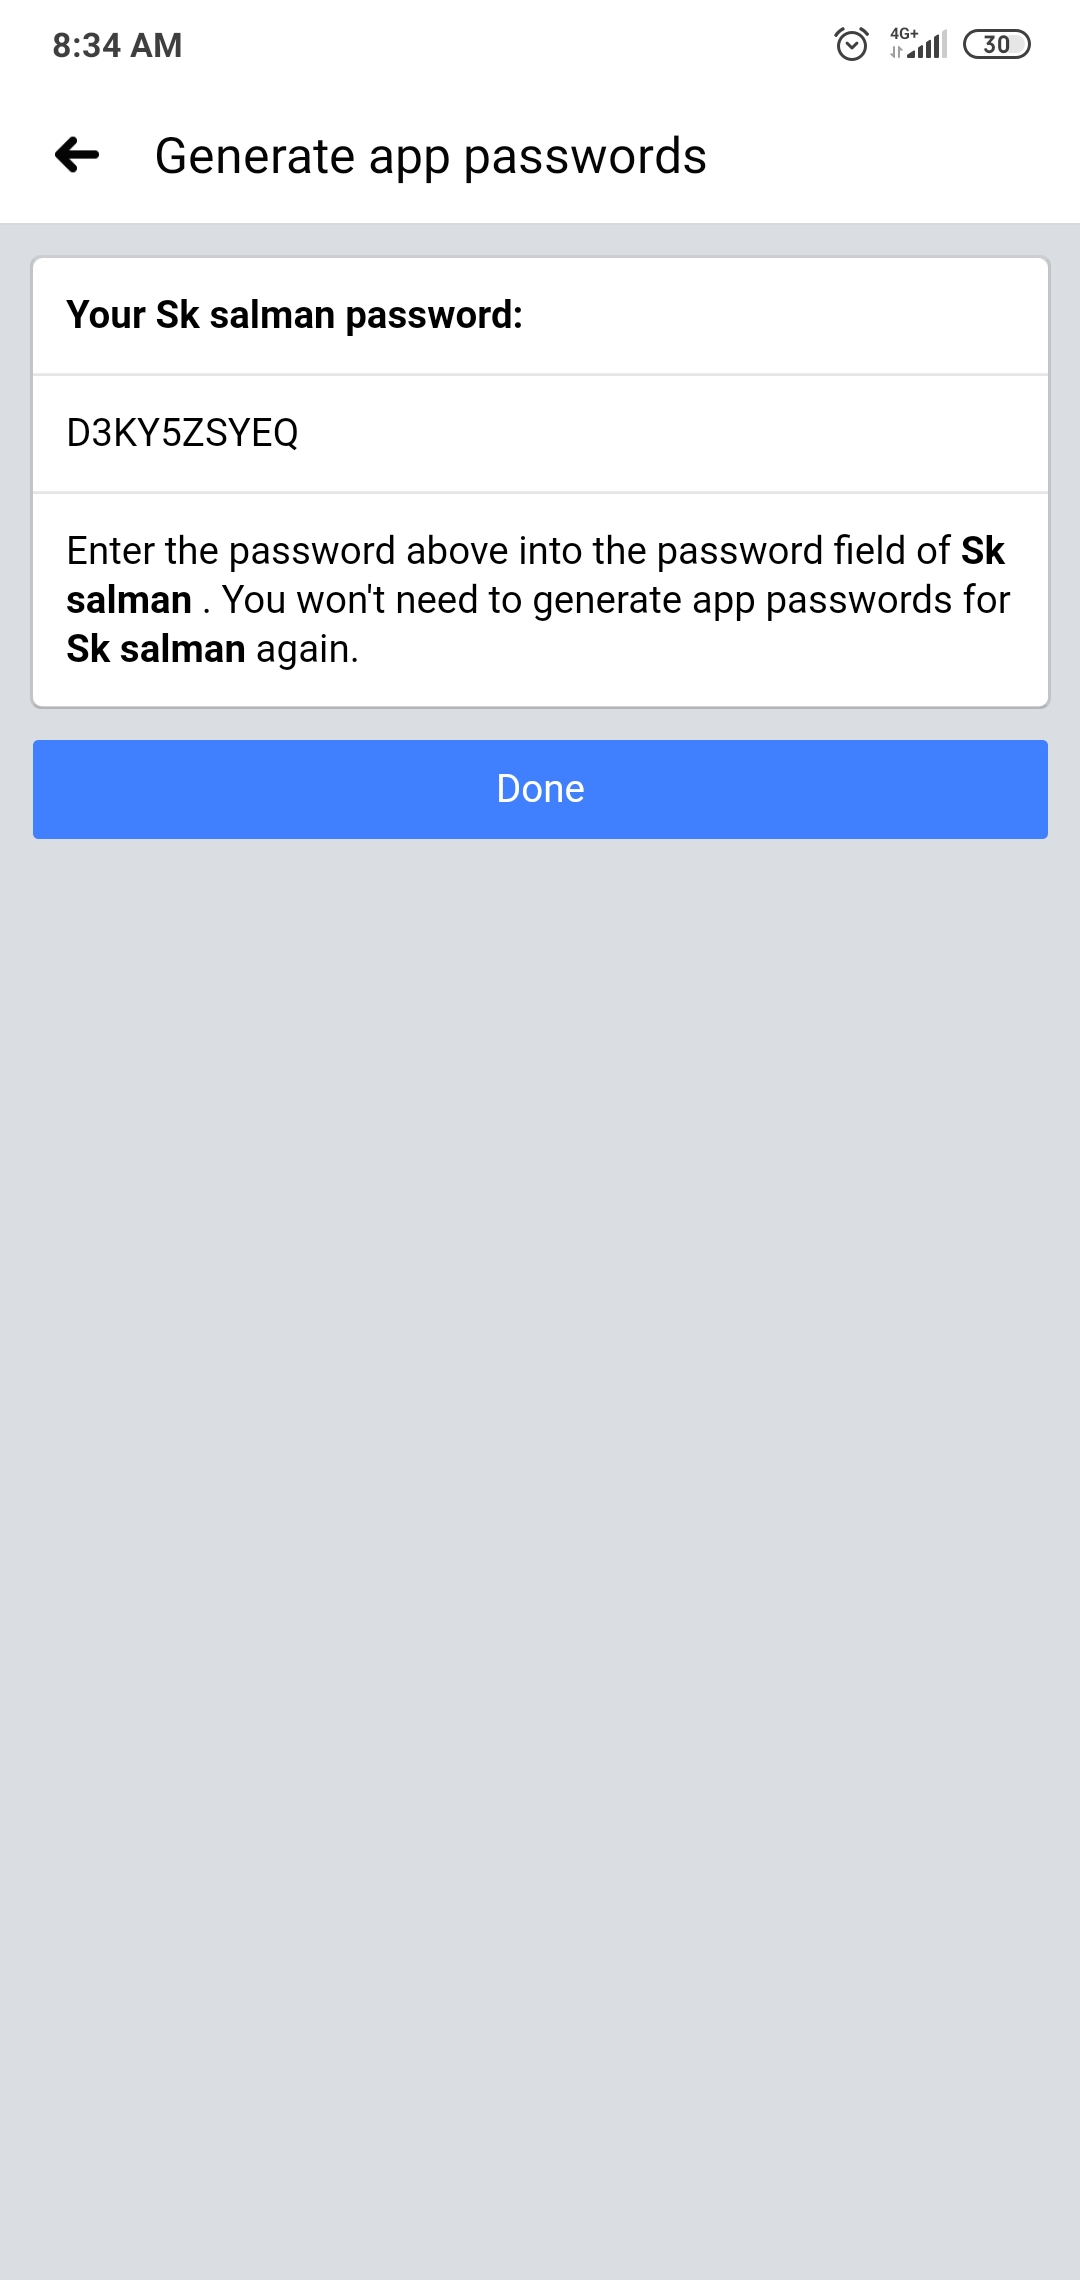 8:34 AM
4G+
30
Generate app passwords
Your Sk salman password:
D3KY5ZSYEQ
Enter the password above into the password field of Sk
salman . You won't need to generate app passwords for
Sk salman again.
Done